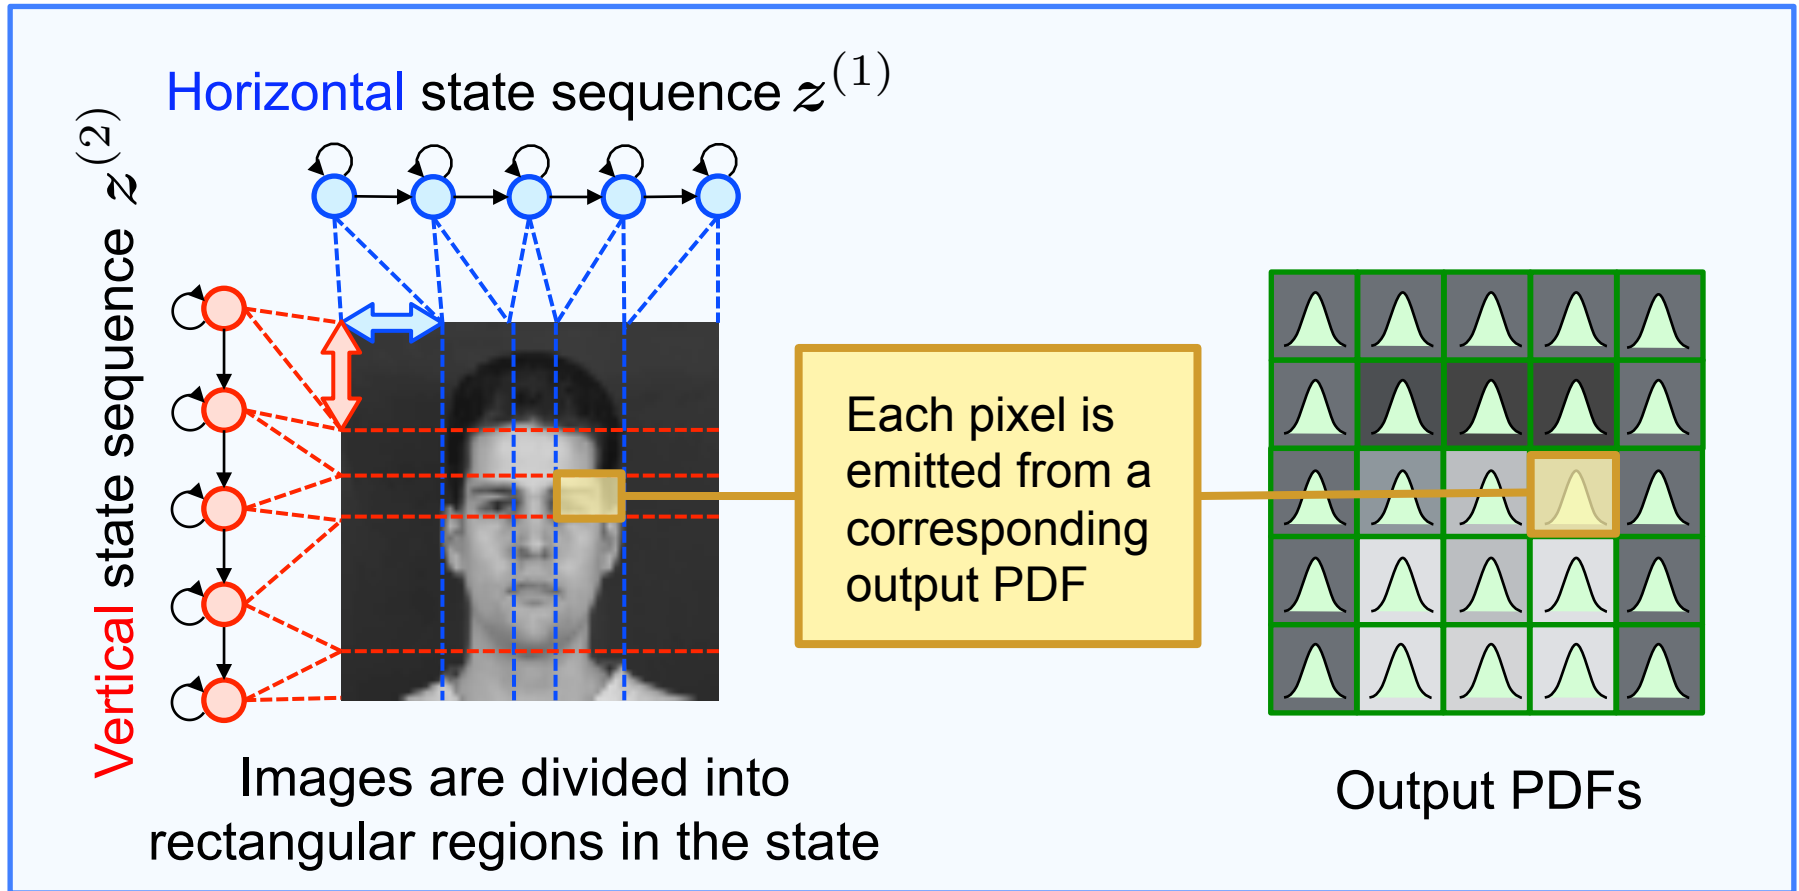 Horizontal state sequence z^(1)
Vertical state sequence z^(2)
Each pixel is
emitted from a
corresponding
output PDF
Images are divided into
rectangular regions in the state
Output PDFs